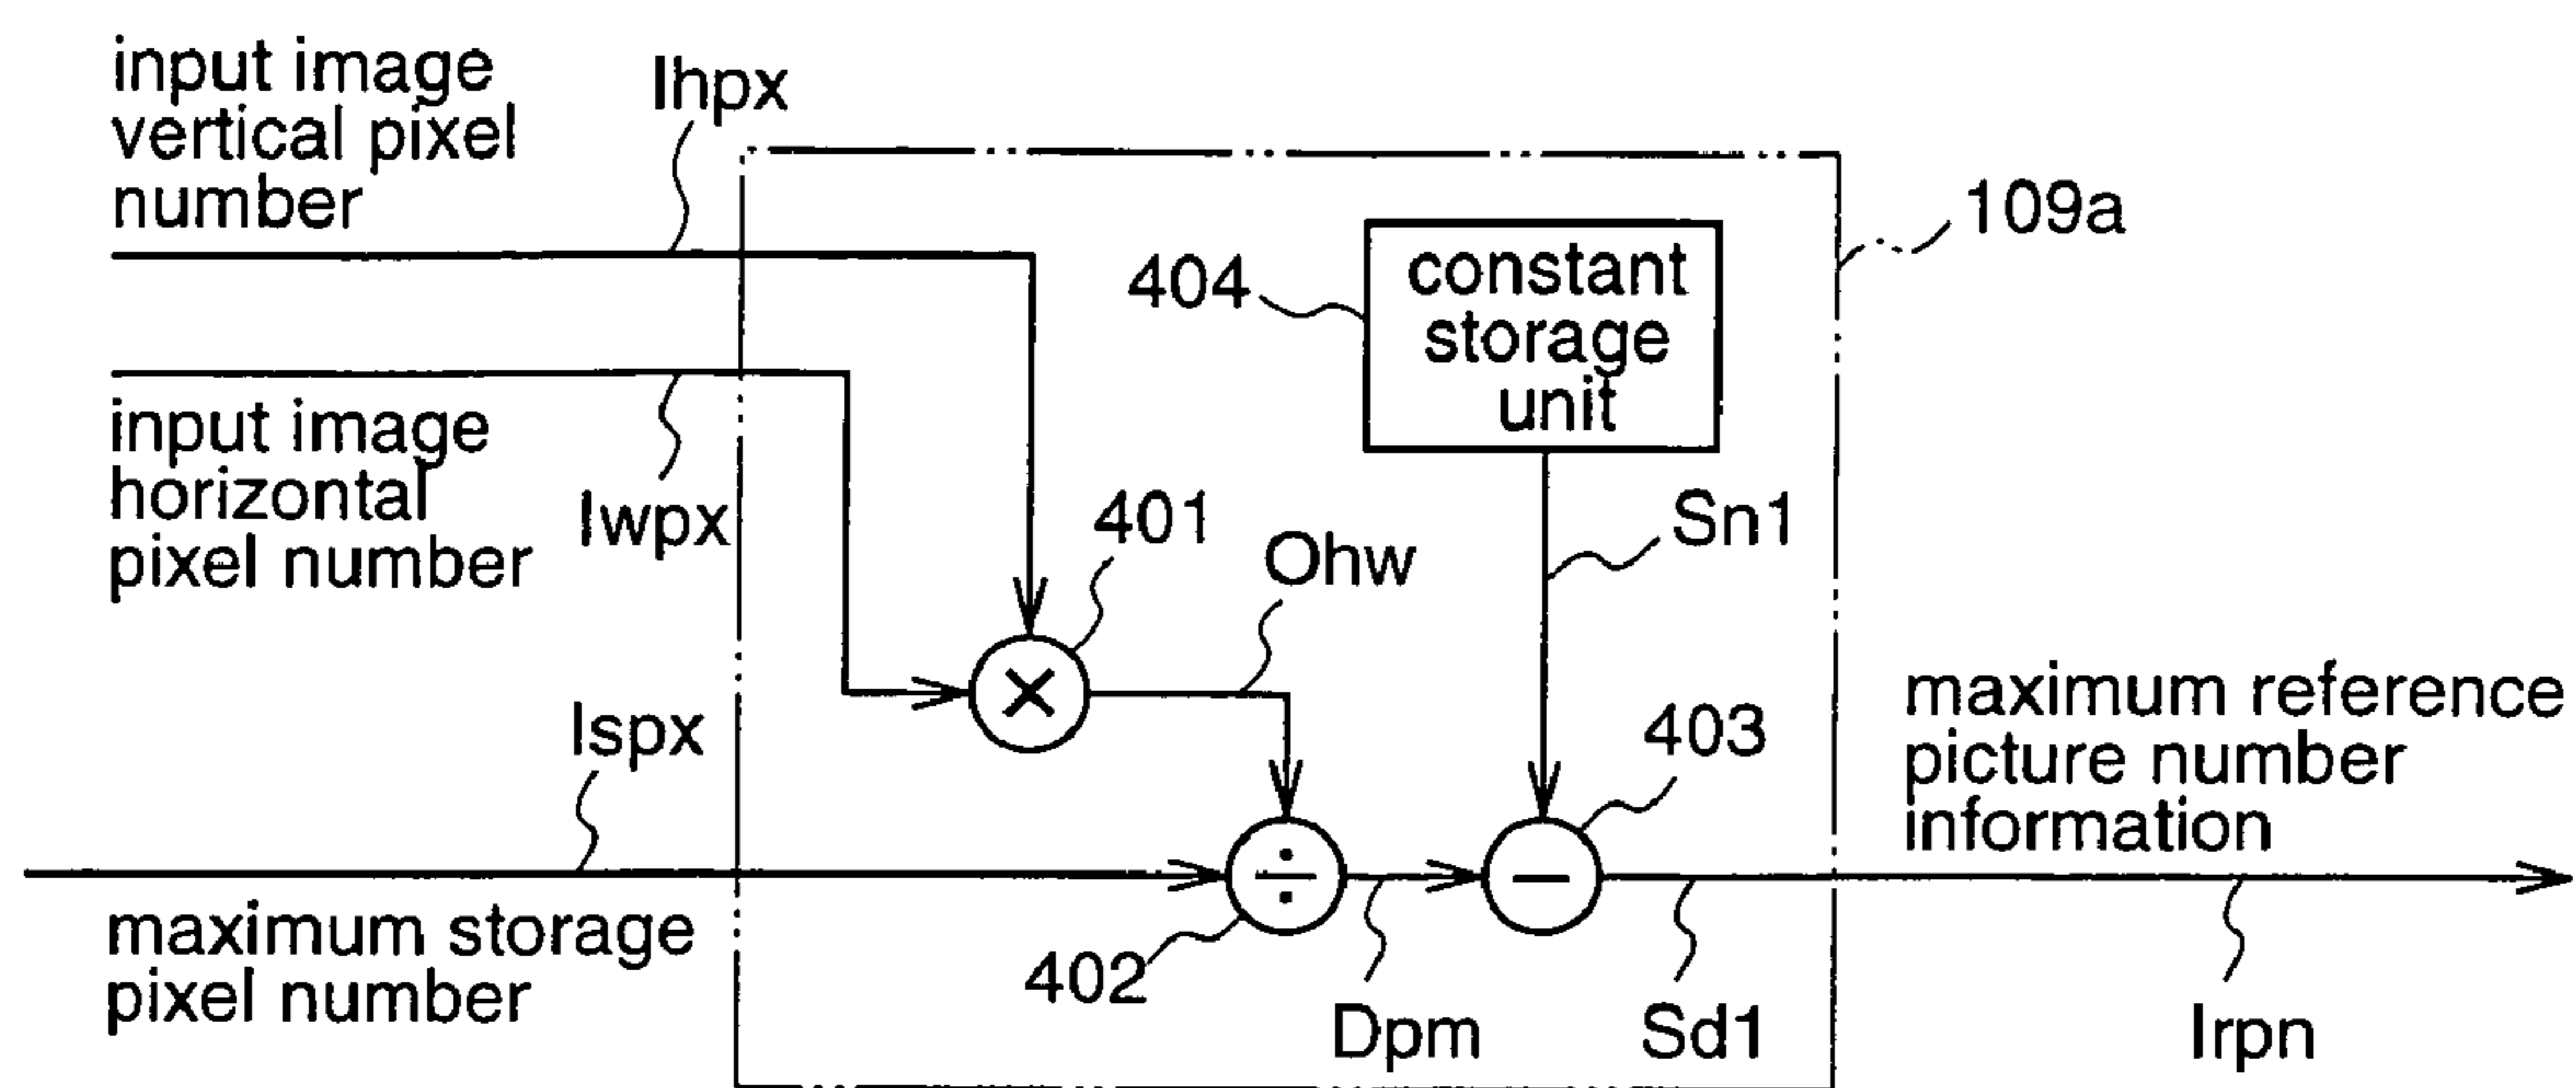 input image
vertical pixel
number
Ihpx
109a
404
constant
storage
unit
input image
horizontal
pixel number
Iwpx
401
Ohw
Sn1
×
Ispx
403
maximum reference
picture number
information
÷
−
maximum storage
pixel number
402
Dpm
Sd1
Irpn